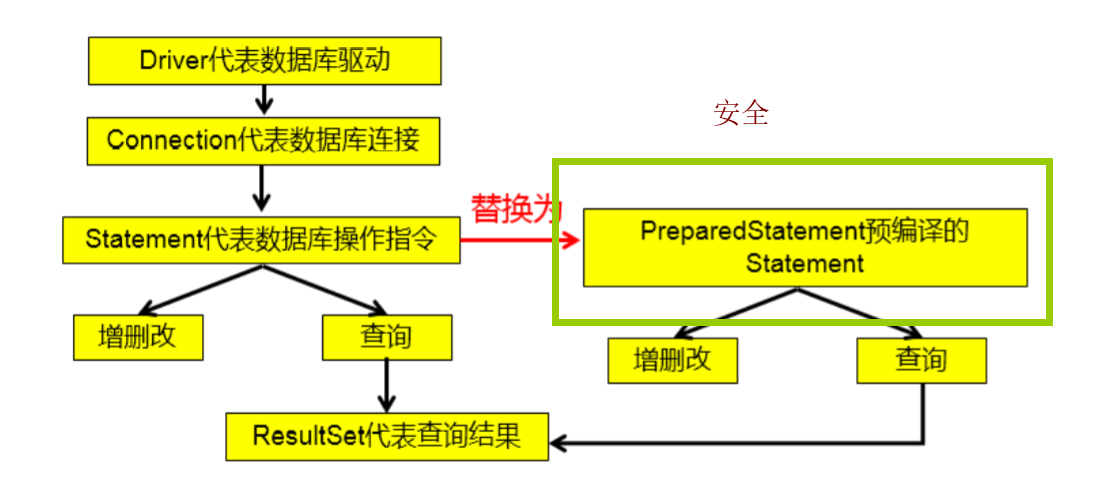 Driver代表数据库驱动
安全
Connection代表数据库连接
替换为
Statement代表数据库操作指令
PreparedStatement预编译的
Statement
增删改
查询
增删改
查询
ResultSet代表查询结果